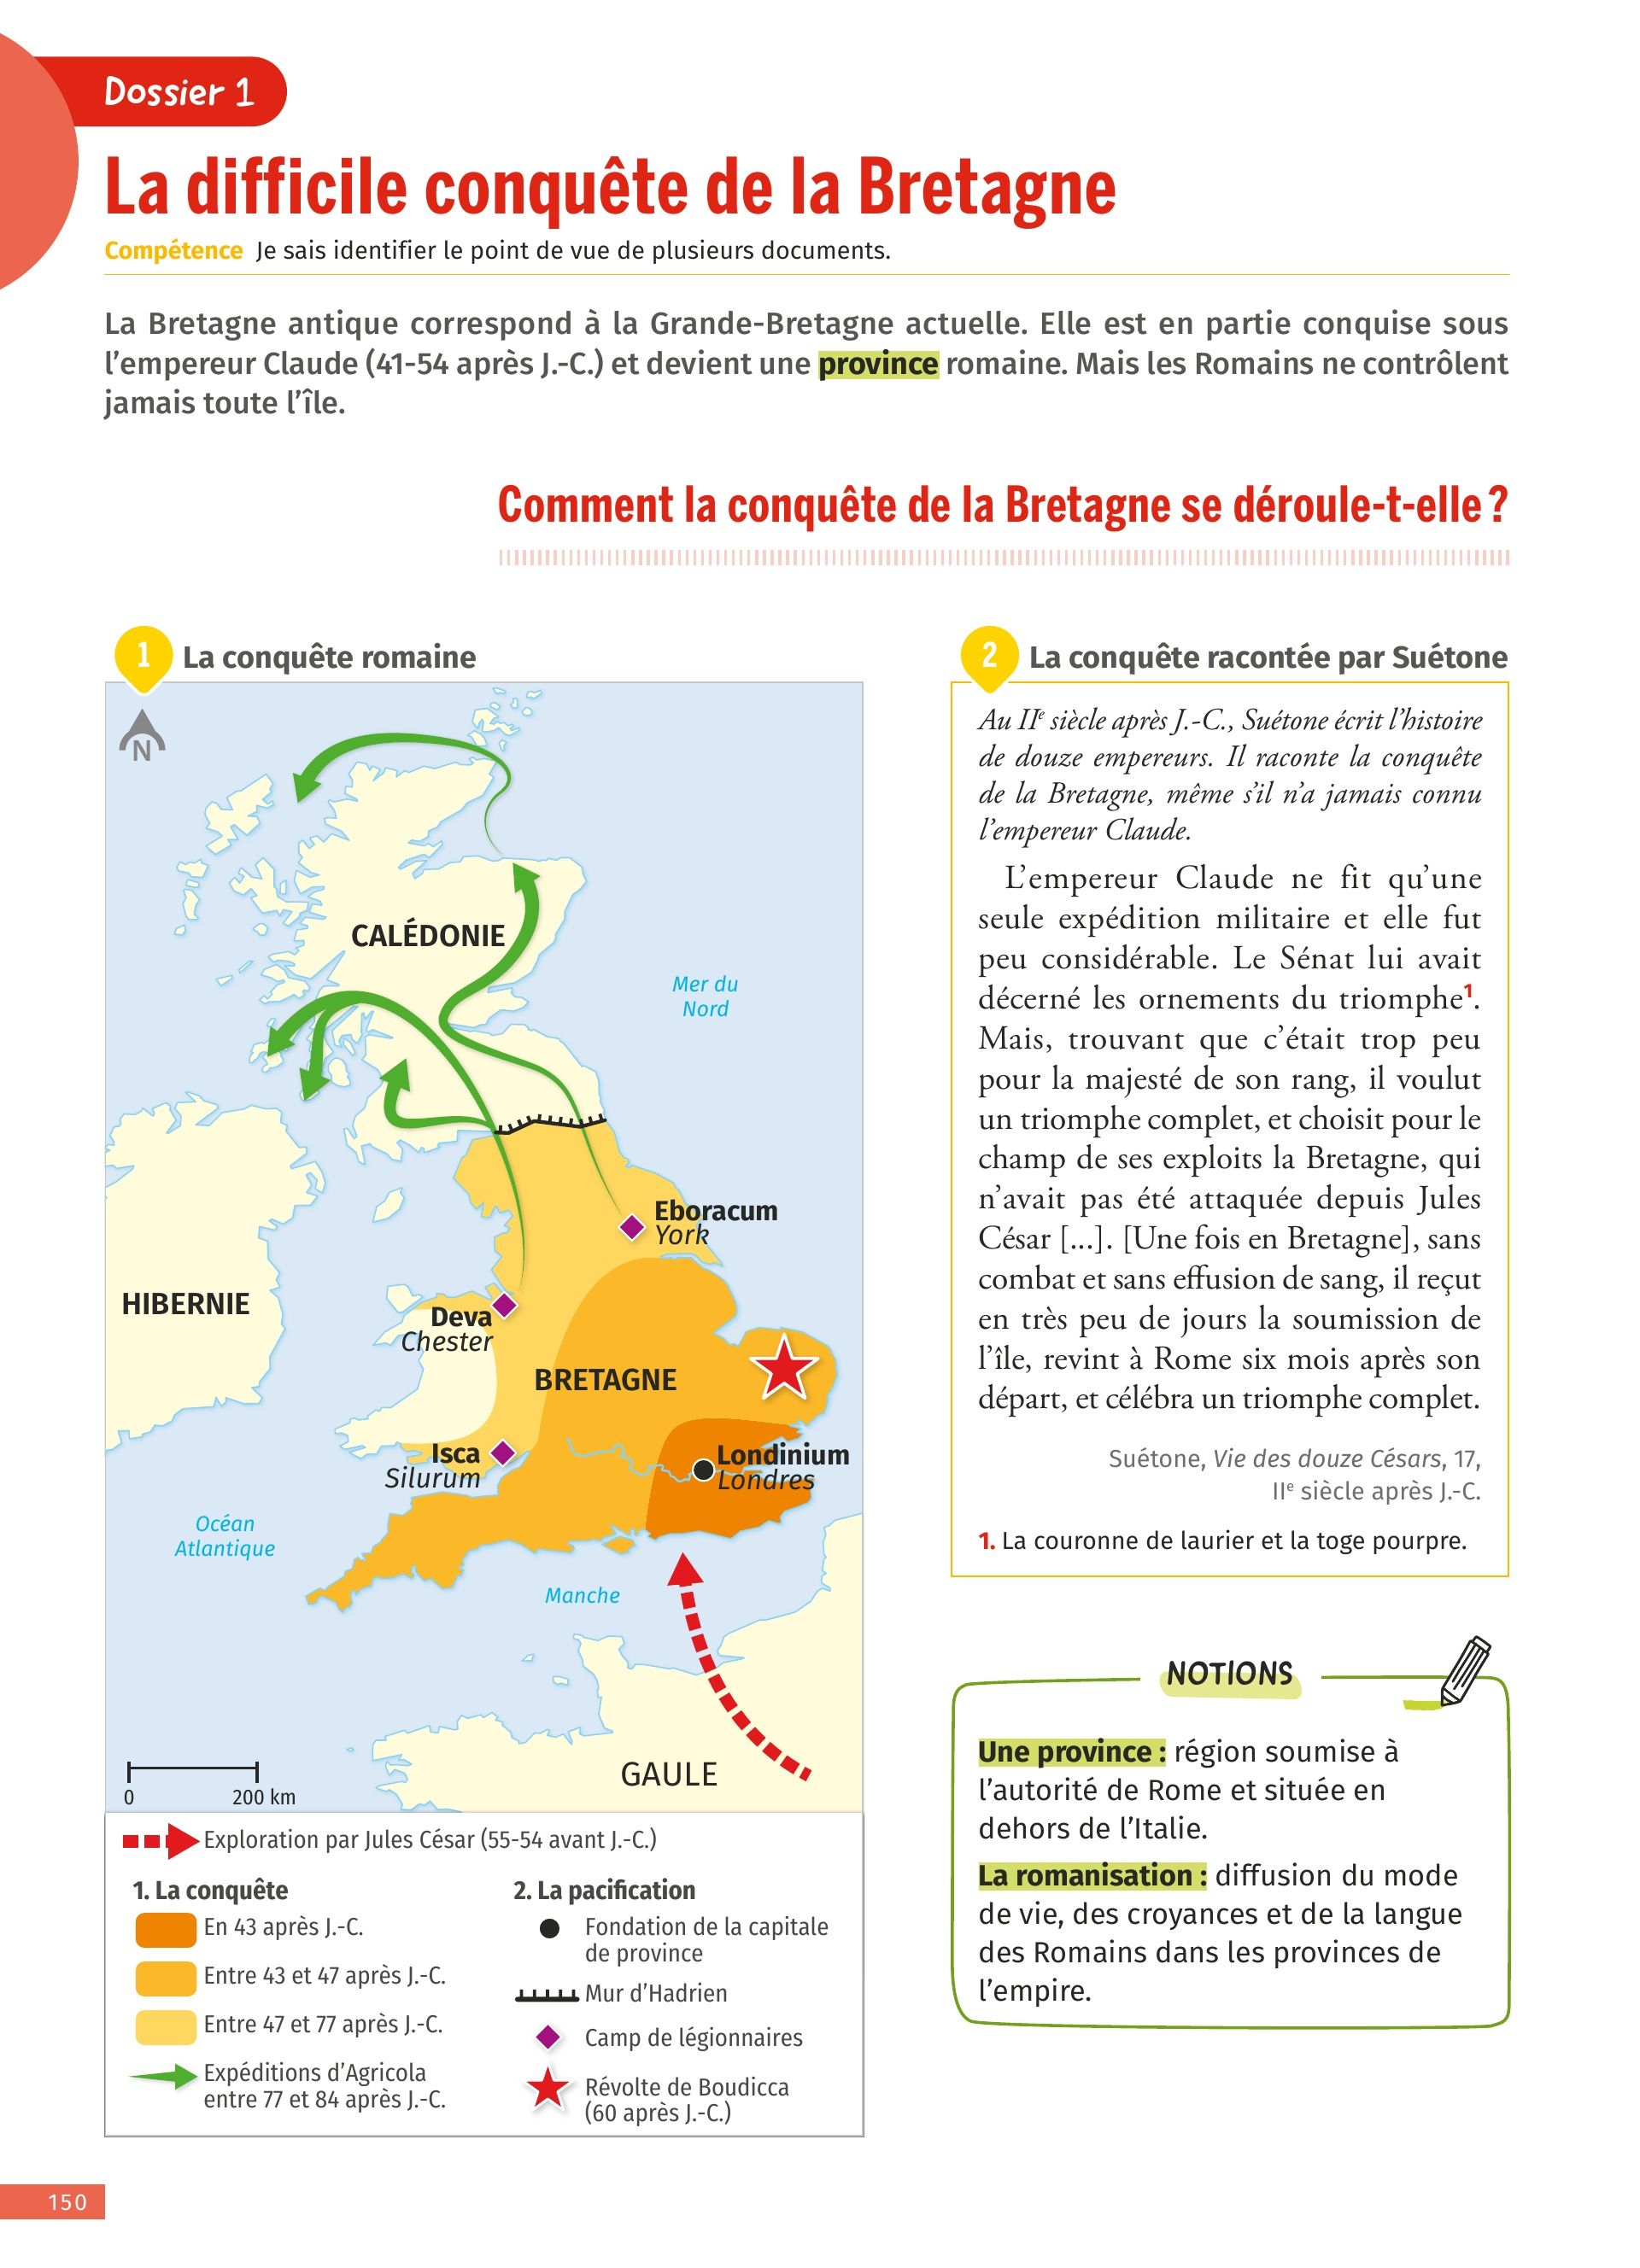 Dossier 1
La difficile conquête de la Bretagne
Compétence Je sais identifier le point de vue de plusieurs documents.
La Bretagne antique correspond à la Grande-Bretagne actuelle. Elle est en partie conquise sous
l'empereur Claude (41-54 après J.-C.) et devient une province romaine. Mais les Romains ne contrôlent
jamais toute l'île.
Comment la conquête de la Bretagne se déroule-t-elle ?
1 La conquête romaine
N
CALÉDONIE
Mer du
Nord
Eboracum
York
HIBERNIE
Deva
Chester
BRETAGNE
Isca
Silurum
Londinium
Londres
Océan
Atlantique
Manche
GAULE
0 200 km
Exploration par Jules César (55-54 avant J.-C.)
1. La conquête
En 43 après J.-C.
Entre 43 et 47 après J.-C.
Entre 47 et 77 après J.-C.
Expéditions d'Agricola
entre 77 et 84 après J.-C.
2. La pacification
Fondation de la capitale
de province
Mur d'Hadrien
Camp de légionnaires
Révolte de Boudicca
(60 après J.-C.)
2 La conquête racontée par Suétone
Au IIe siècle après J.-C., Suétone écrit l'histoire
de douze empereurs. Il raconte la conquête
de la Bretagne, même s'il n'a jamais connu
l'empereur Claude.
L'empereur Claude ne fit qu'une
seule expédition militaire et elle fut
peu considérable. Le Sénat lui avait
décerné les ornements du triomphe1.
Mais, trouvant que c'était trop peu
pour la majesté de son rang, il voulut
un triomphe complet, et choisit pour le
champ de ses exploits la Bretagne, qui
n'avait pas été attaquée depuis Jules
César [...]. [Une fois en Bretagne], sans
combat et sans effusion de sang, il reçut
en très peu de jours la soumission de
l'île, revint à Rome six mois après son
départ, et célébra un triomphe complet.
Suétone, Vie des douze Césars, 17,
IIe siècle après J.-C.
1. La couronne de laurier et la toge pourpre.
NOTIONS
Une province : région soumise à
l'autorité de Rome et située en
dehors de l'Italie.
La romanisation : diffusion du mode
de vie, des croyances et de la langue
des Romains dans les provinces de
l'empire.
150